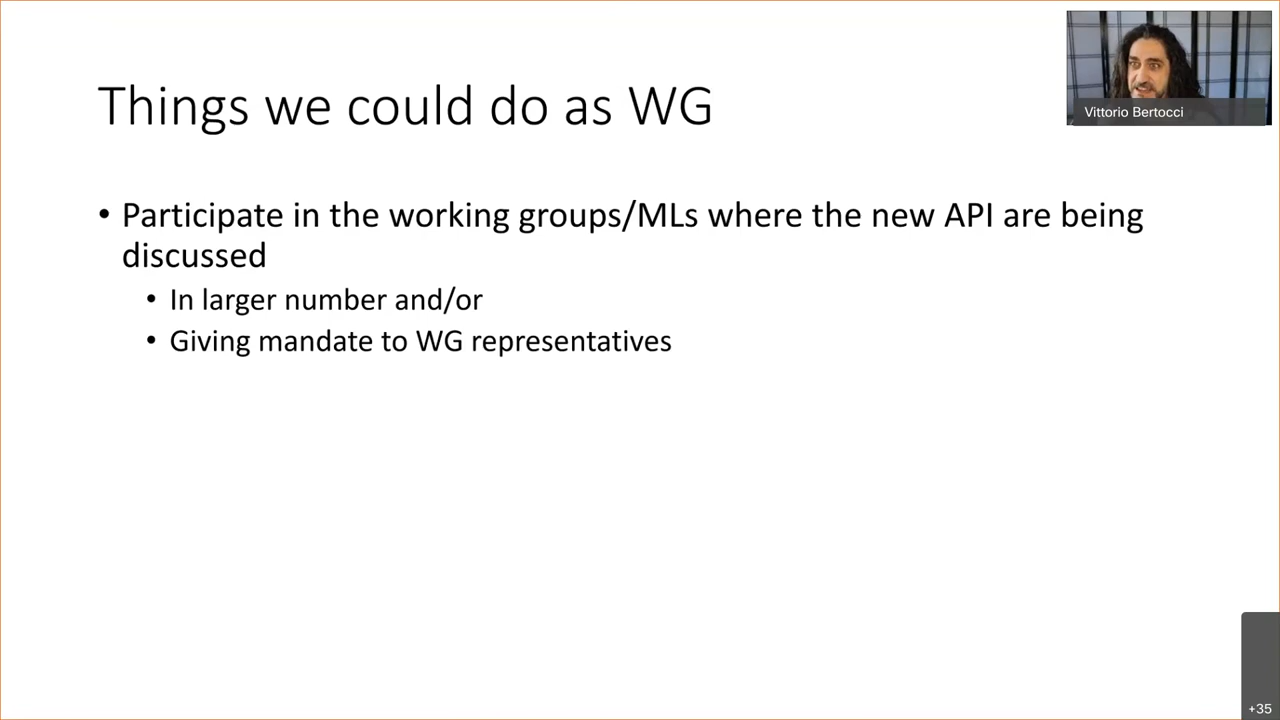 Things we could do as WG
Vittorio Bertocci
• Participate in the working groups/MLs where the new API are being
discussed
• In larger number and/or
• Giving mandate to WG representatives
+35